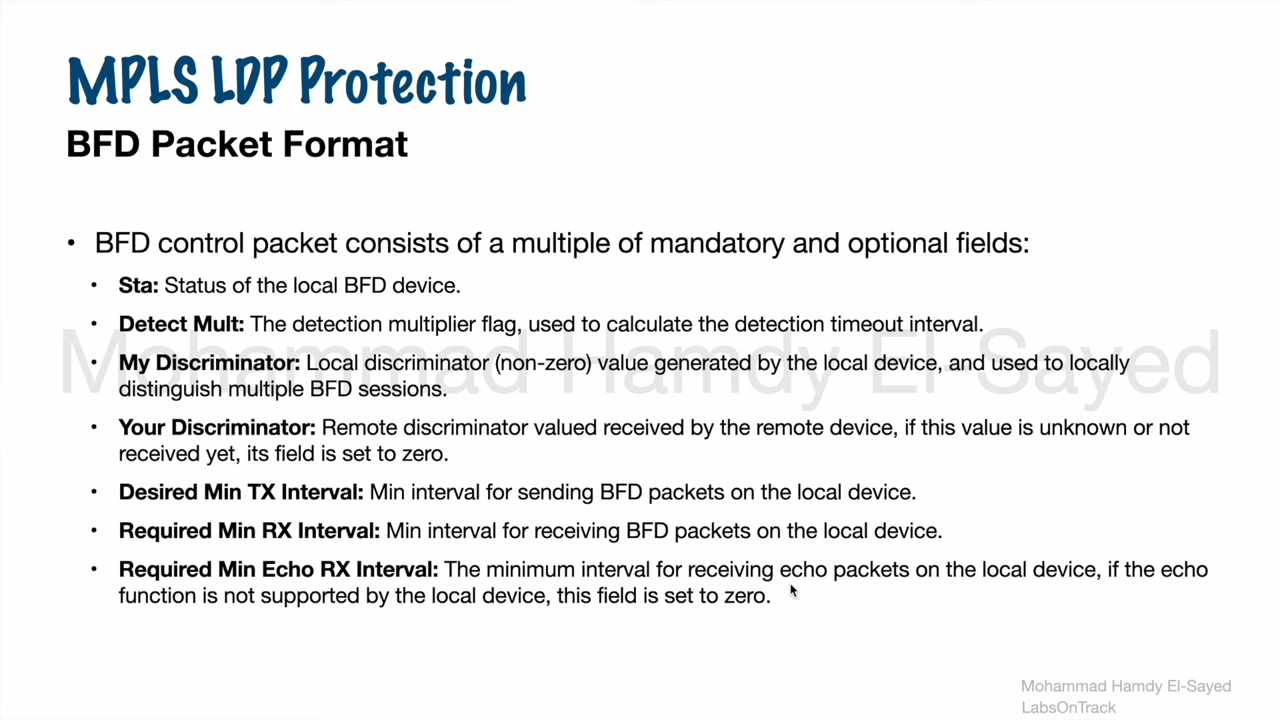 MPLS LDP Protection
BFD Packet Format
• BFD control packet consists of a multiple of mandatory and optional fields:
• Sta: Status of the local BFD device.
• Detect Mult: The detection multiplier flag, used to calculate the detection timeout interval.
• My Discriminator: Local discriminator (non-zero) value generated by the local device, and used to locally
distinguish multiple BFD sessions.
• Your Discriminator: Remote discriminator valued received by the remote device, if this value is unknown or not
received yet, its field is set to zero.
• Desired Min TX Interval: Min interval for sending BFD packets on the local device.
• Required Min RX Interval: Min interval for receiving BFD packets on the local device.
• Required Min Echo RX Interval: The minimum interval for receiving echo packets on the local device, if the echo
function is not supported by the local device, this field is set to zero.
Mohammad Hamdy El-Sayed
Mohammad Hamdy El-Sayed
LabsOnTrack